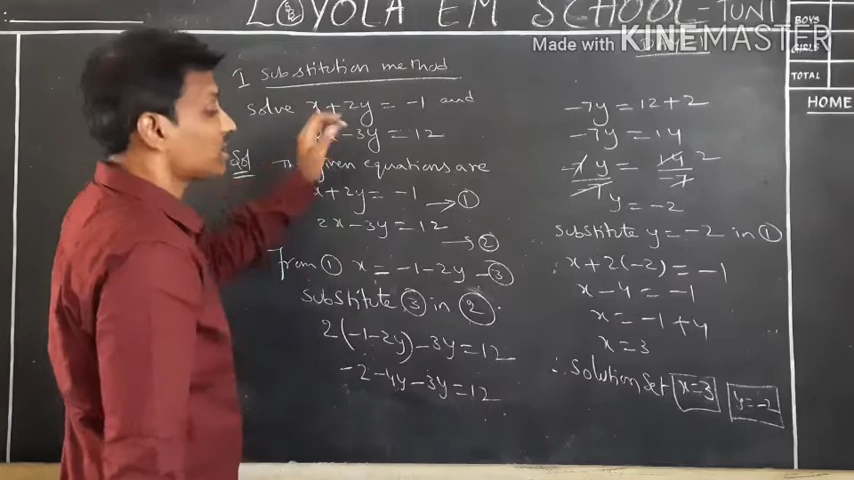 LOYOLA EM SCHOOL - TUNI
Made with KINEMASTER
BOYS
GIRLS
TOTAL
HOME
I Substitution method
Solve x+2y = -1 and
-3y = 12
Sol given equations are
x+2y = -1 → ①
2x-3y = 12 → ②
From ① x = -1-2y - ③
Substitute ③ in ②.
2(-1-2y)-3y = 12
-2-4y-3y = 12
-7y = 12+2
-7y = 14
-7y/-7 = 14/-7 2
y = -2
Substitute y = -2 in ①
x+2(-2) = -1
x-4 = -1
x = -1+4
x = 3
∴ Solution Set x=3 y=-2